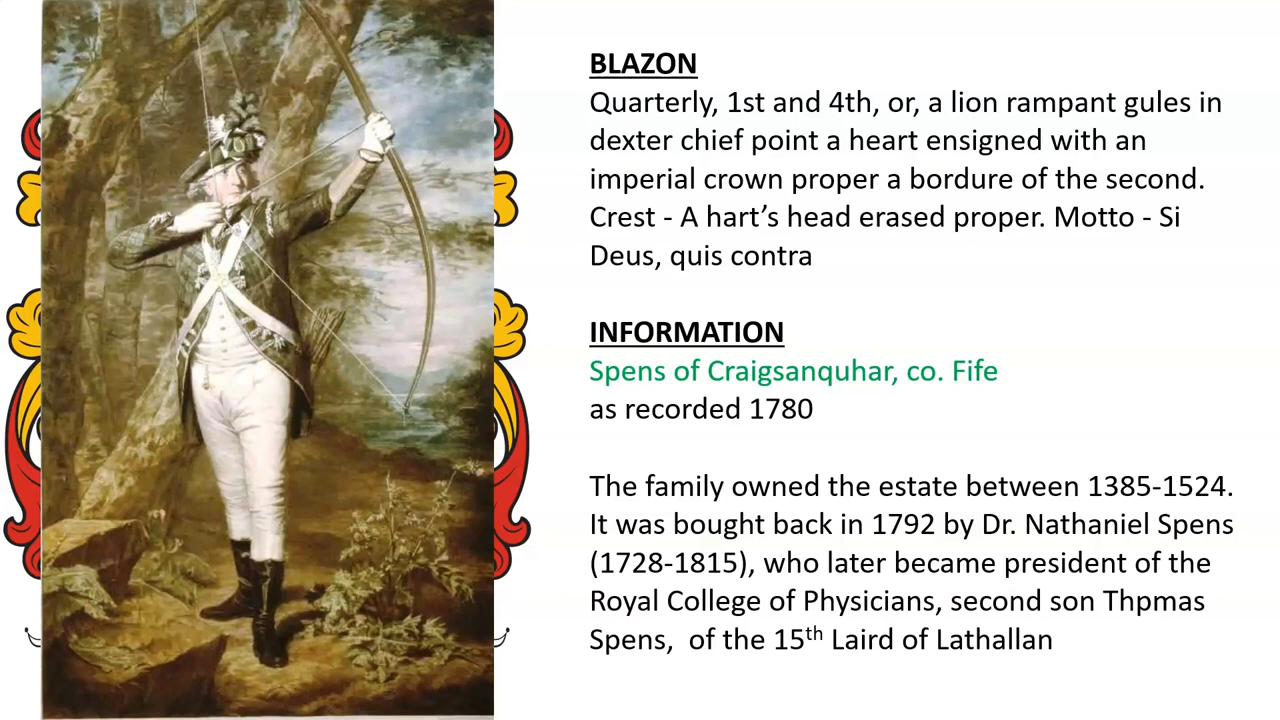 BLAZON
Quarterly, 1st and 4th, or, a lion rampant gules in
dexter chief point a heart ensigned with an
imperial crown proper a bordure of the second.
Crest - A hart’s head erased proper. Motto - Si
Deus, quis contra
INFORMATION
Spens of Craigsanquhar, co. Fife
as recorded 1780
The family owned the estate between 1385-1524.
It was bought back in 1792 by Dr. Nathaniel Spens
(1728-1815), who later became president of the
Royal College of Physicians, second son Thpmas
Spens,  of the 15th Laird of Lathallan